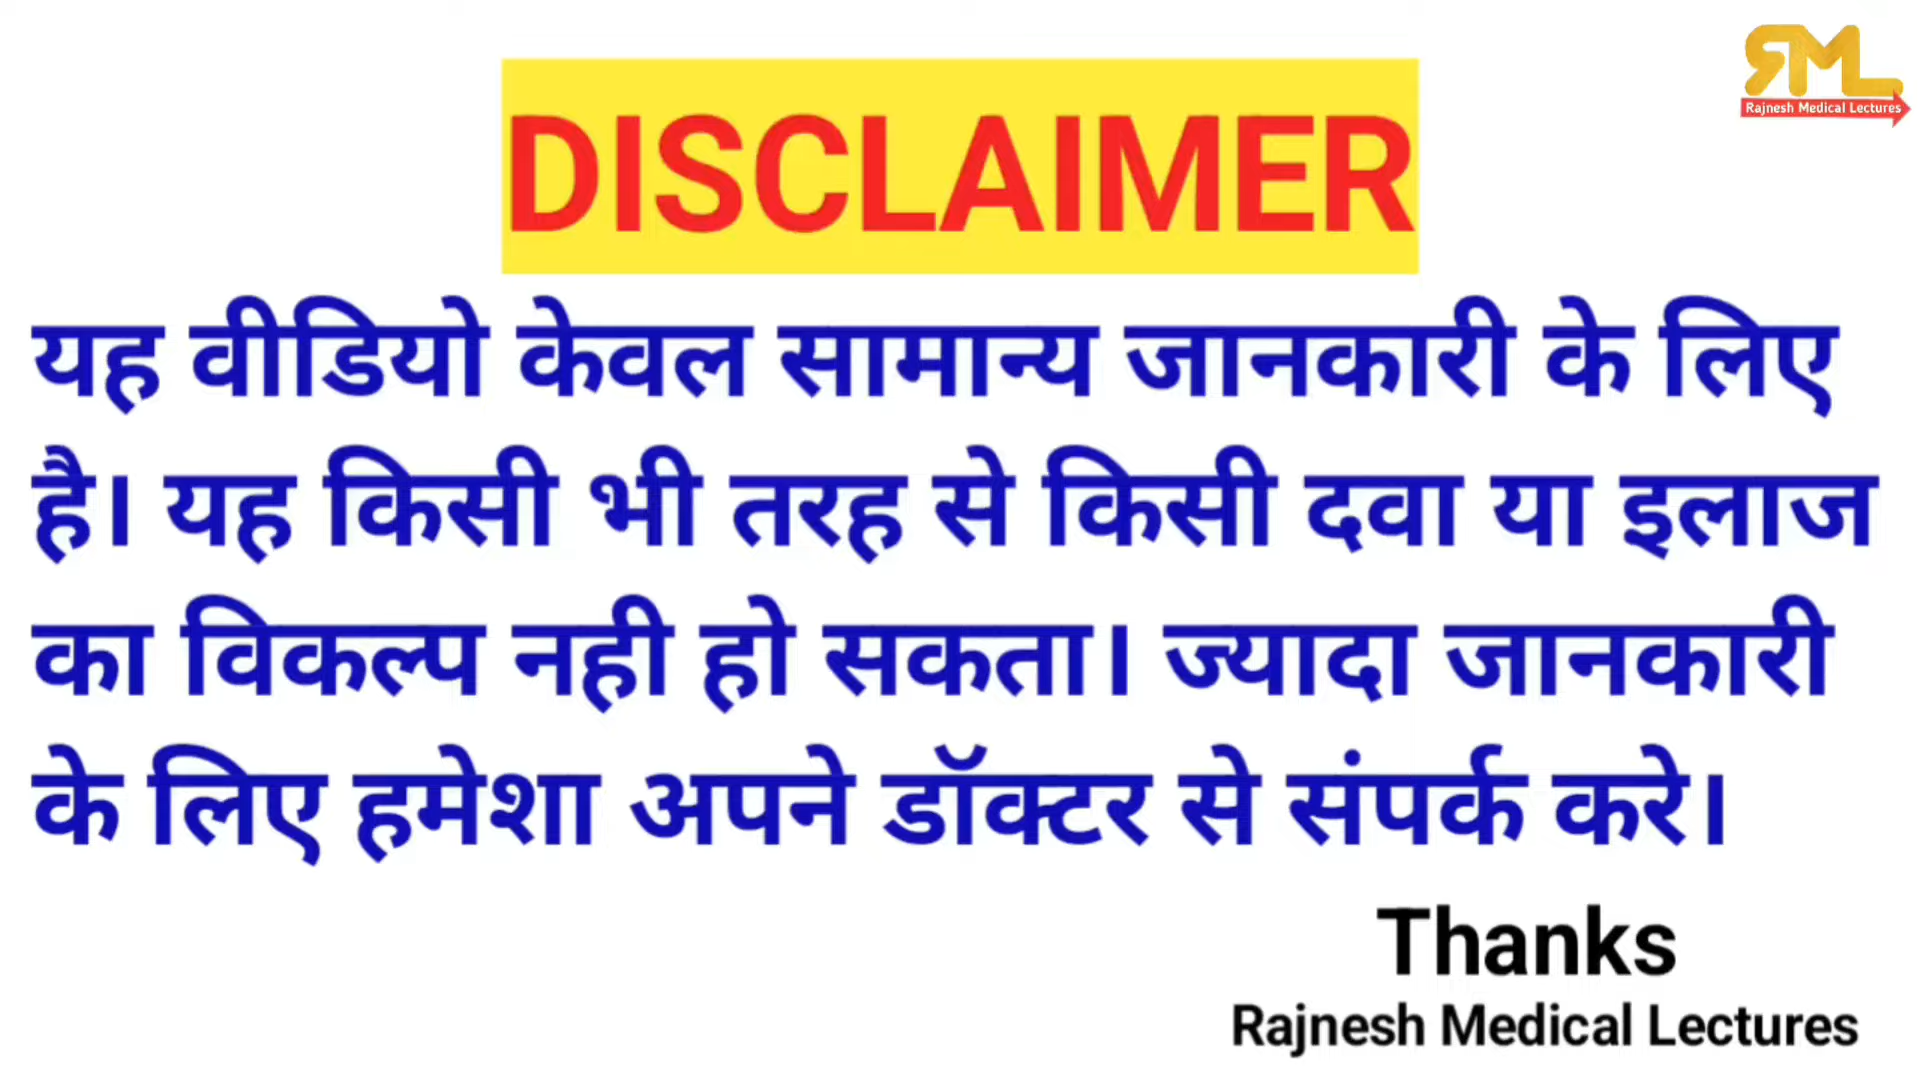 RML
Rajnesh Medical Lectures
DISCLAIMER
यह वीडियो केवल सामान्य जानकारी के लिए
है। यह किसी भी तरह से किसी दवा या इलाज
का विकल्प नही हो सकता। ज्यादा जानकारी
के लिए हमेशा अपने डॉक्टर से संपर्क करे।
Thanks
Rajnesh Medical Lectures